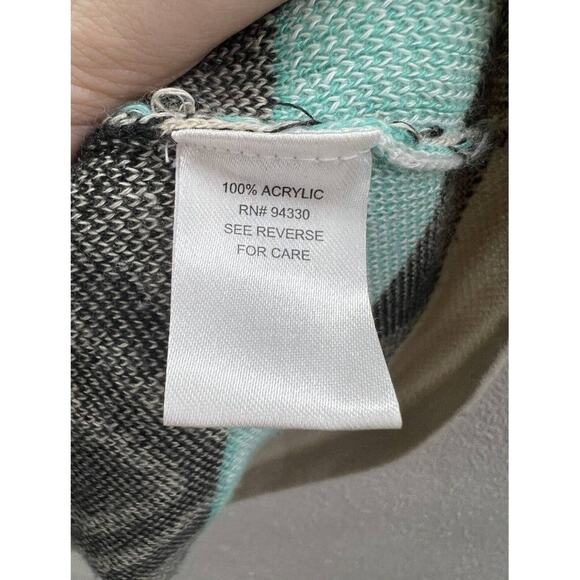 100% ACRYLIC
RN# 94330
SEE REVERSE
FOR CARE